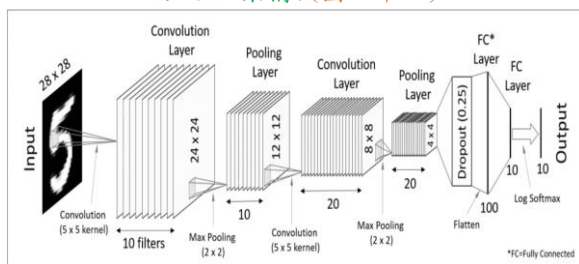 Convolution
Layer
Pooling
Layer
Convolution
Layer
Pooling
Layer
FC*
Layer
FC
Layer
28 x 28
Input
24 x 24
12 x 12
8 x 8
4 x 4
Dropout (0.25)
Output
Convolution
(5 x 5 kernel)
10 filters
Max Pooling
(2 x 2)
10
Convolution
(5 x 5 kernel)
20
Max Pooling
(2 x 2)
20
Flatten
100
10
Log Softmax
10
*FC=Fully Connected